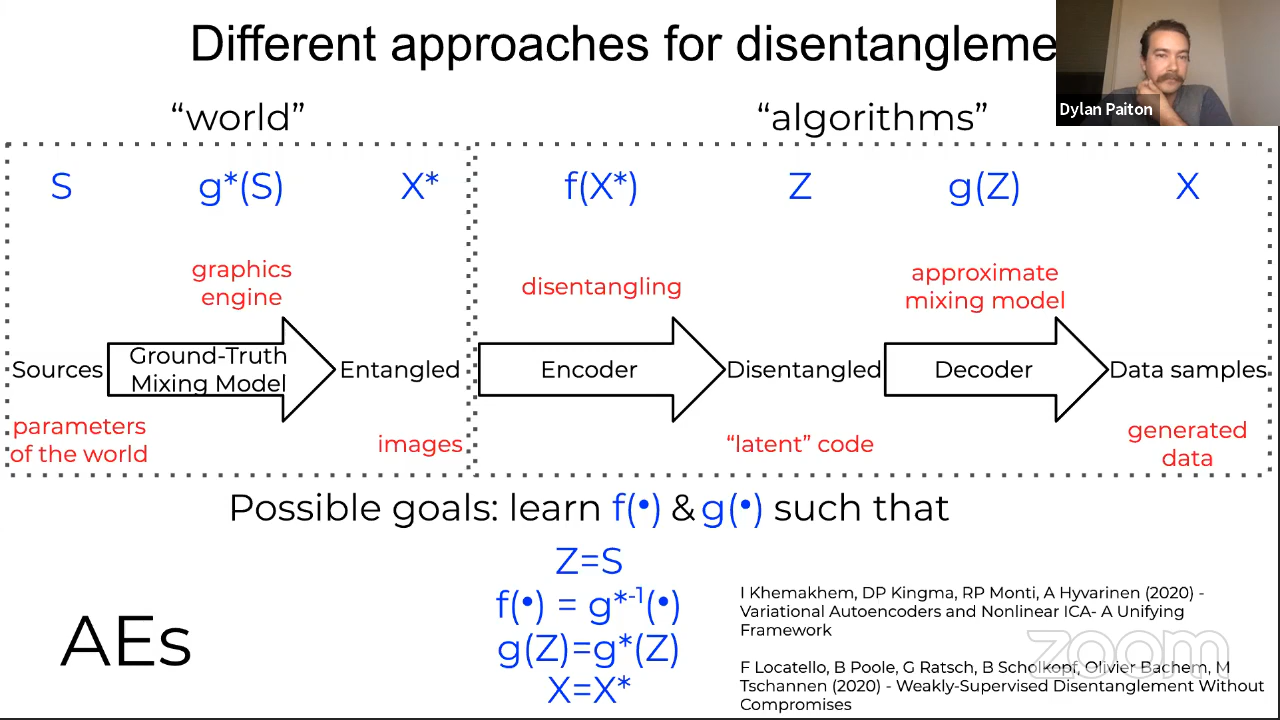 Different approaches for disentangleme
Dylan Paiton
“world”
“algorithms”
S g*(S) X* f(X*) Z g(Z) X
graphics
engine
disentangling
approximate
mixing model
Sources
Ground-Truth
Mixing Model
Entangled
Encoder
Disentangled
Decoder
Data samples
parameters
of the world
images
“latent” code
generated
data
Possible goals: learn f(•) & g(•) such that
Z=S
f(•) = g*-1(•)
g(Z)=g*(Z)
X=X*
AEs
I Khemakhem, DP Kingma, RP Monti, A Hyvarinen (2020) -
Variational Autoencoders and Nonlinear ICA- A Unifying
Framework
F Locatello, B Poole, G Ratsch, B Scholkopf, Olivier Bachem, M
Tschannen (2020) - Weakly-Supervised Disentanglement Without
Compromises
zoom